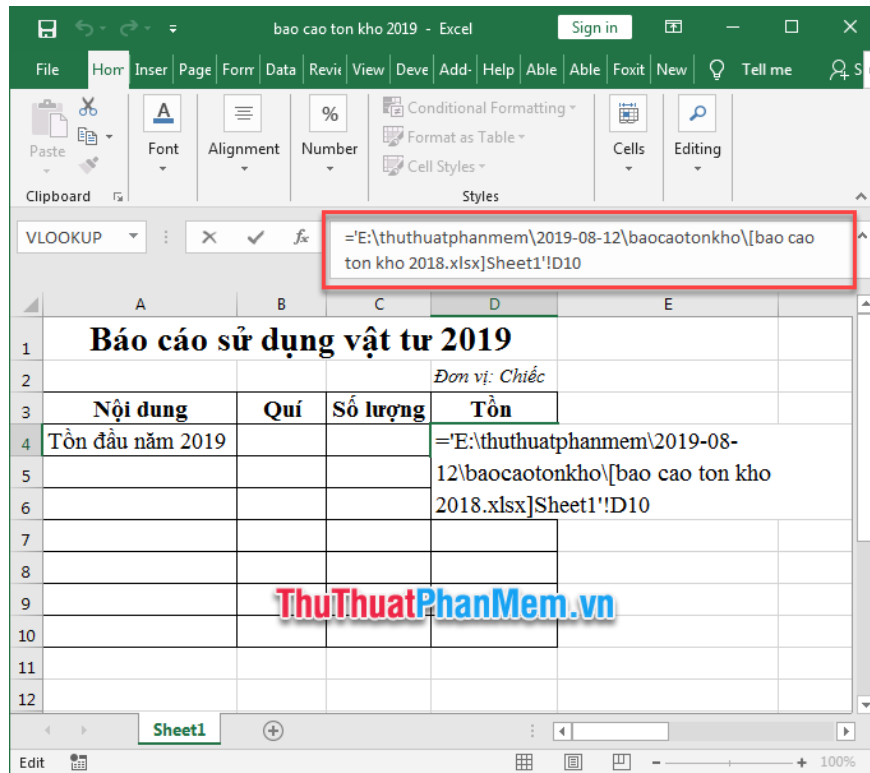 bao cao ton kho 2019 - Excel Sign in
File Hom Inser Page Form Data Revie View Deve Add- Help Able Able Foxit New Tell me S
Conditional Formatting
Format as Table
Cell Styles
Paste Font Alignment Number Cells Editing
Clipboard Styles
VLOOKUP fx ='E:\thuthuatphanmem\2019-08-12\baocaotonkho\[bao cao
ton kho 2018.xlsx]Sheet1'!D10
A B C D E
1 Báo cáo sử dụng vật tư 2019
2 Đơn vị: Chiếc
3 Nội dung Quí Số lượng Tồn
4 Tồn đầu năm 2019 ='E:\thuthuatphanmem\2019-08-
5 12\baocaotonkho\[bao cao ton kho
6 2018.xlsx]Sheet1'!D10
7
8
9 ThuThuatPhanMem.vn
10
11
12
Sheet1
Edit 100%